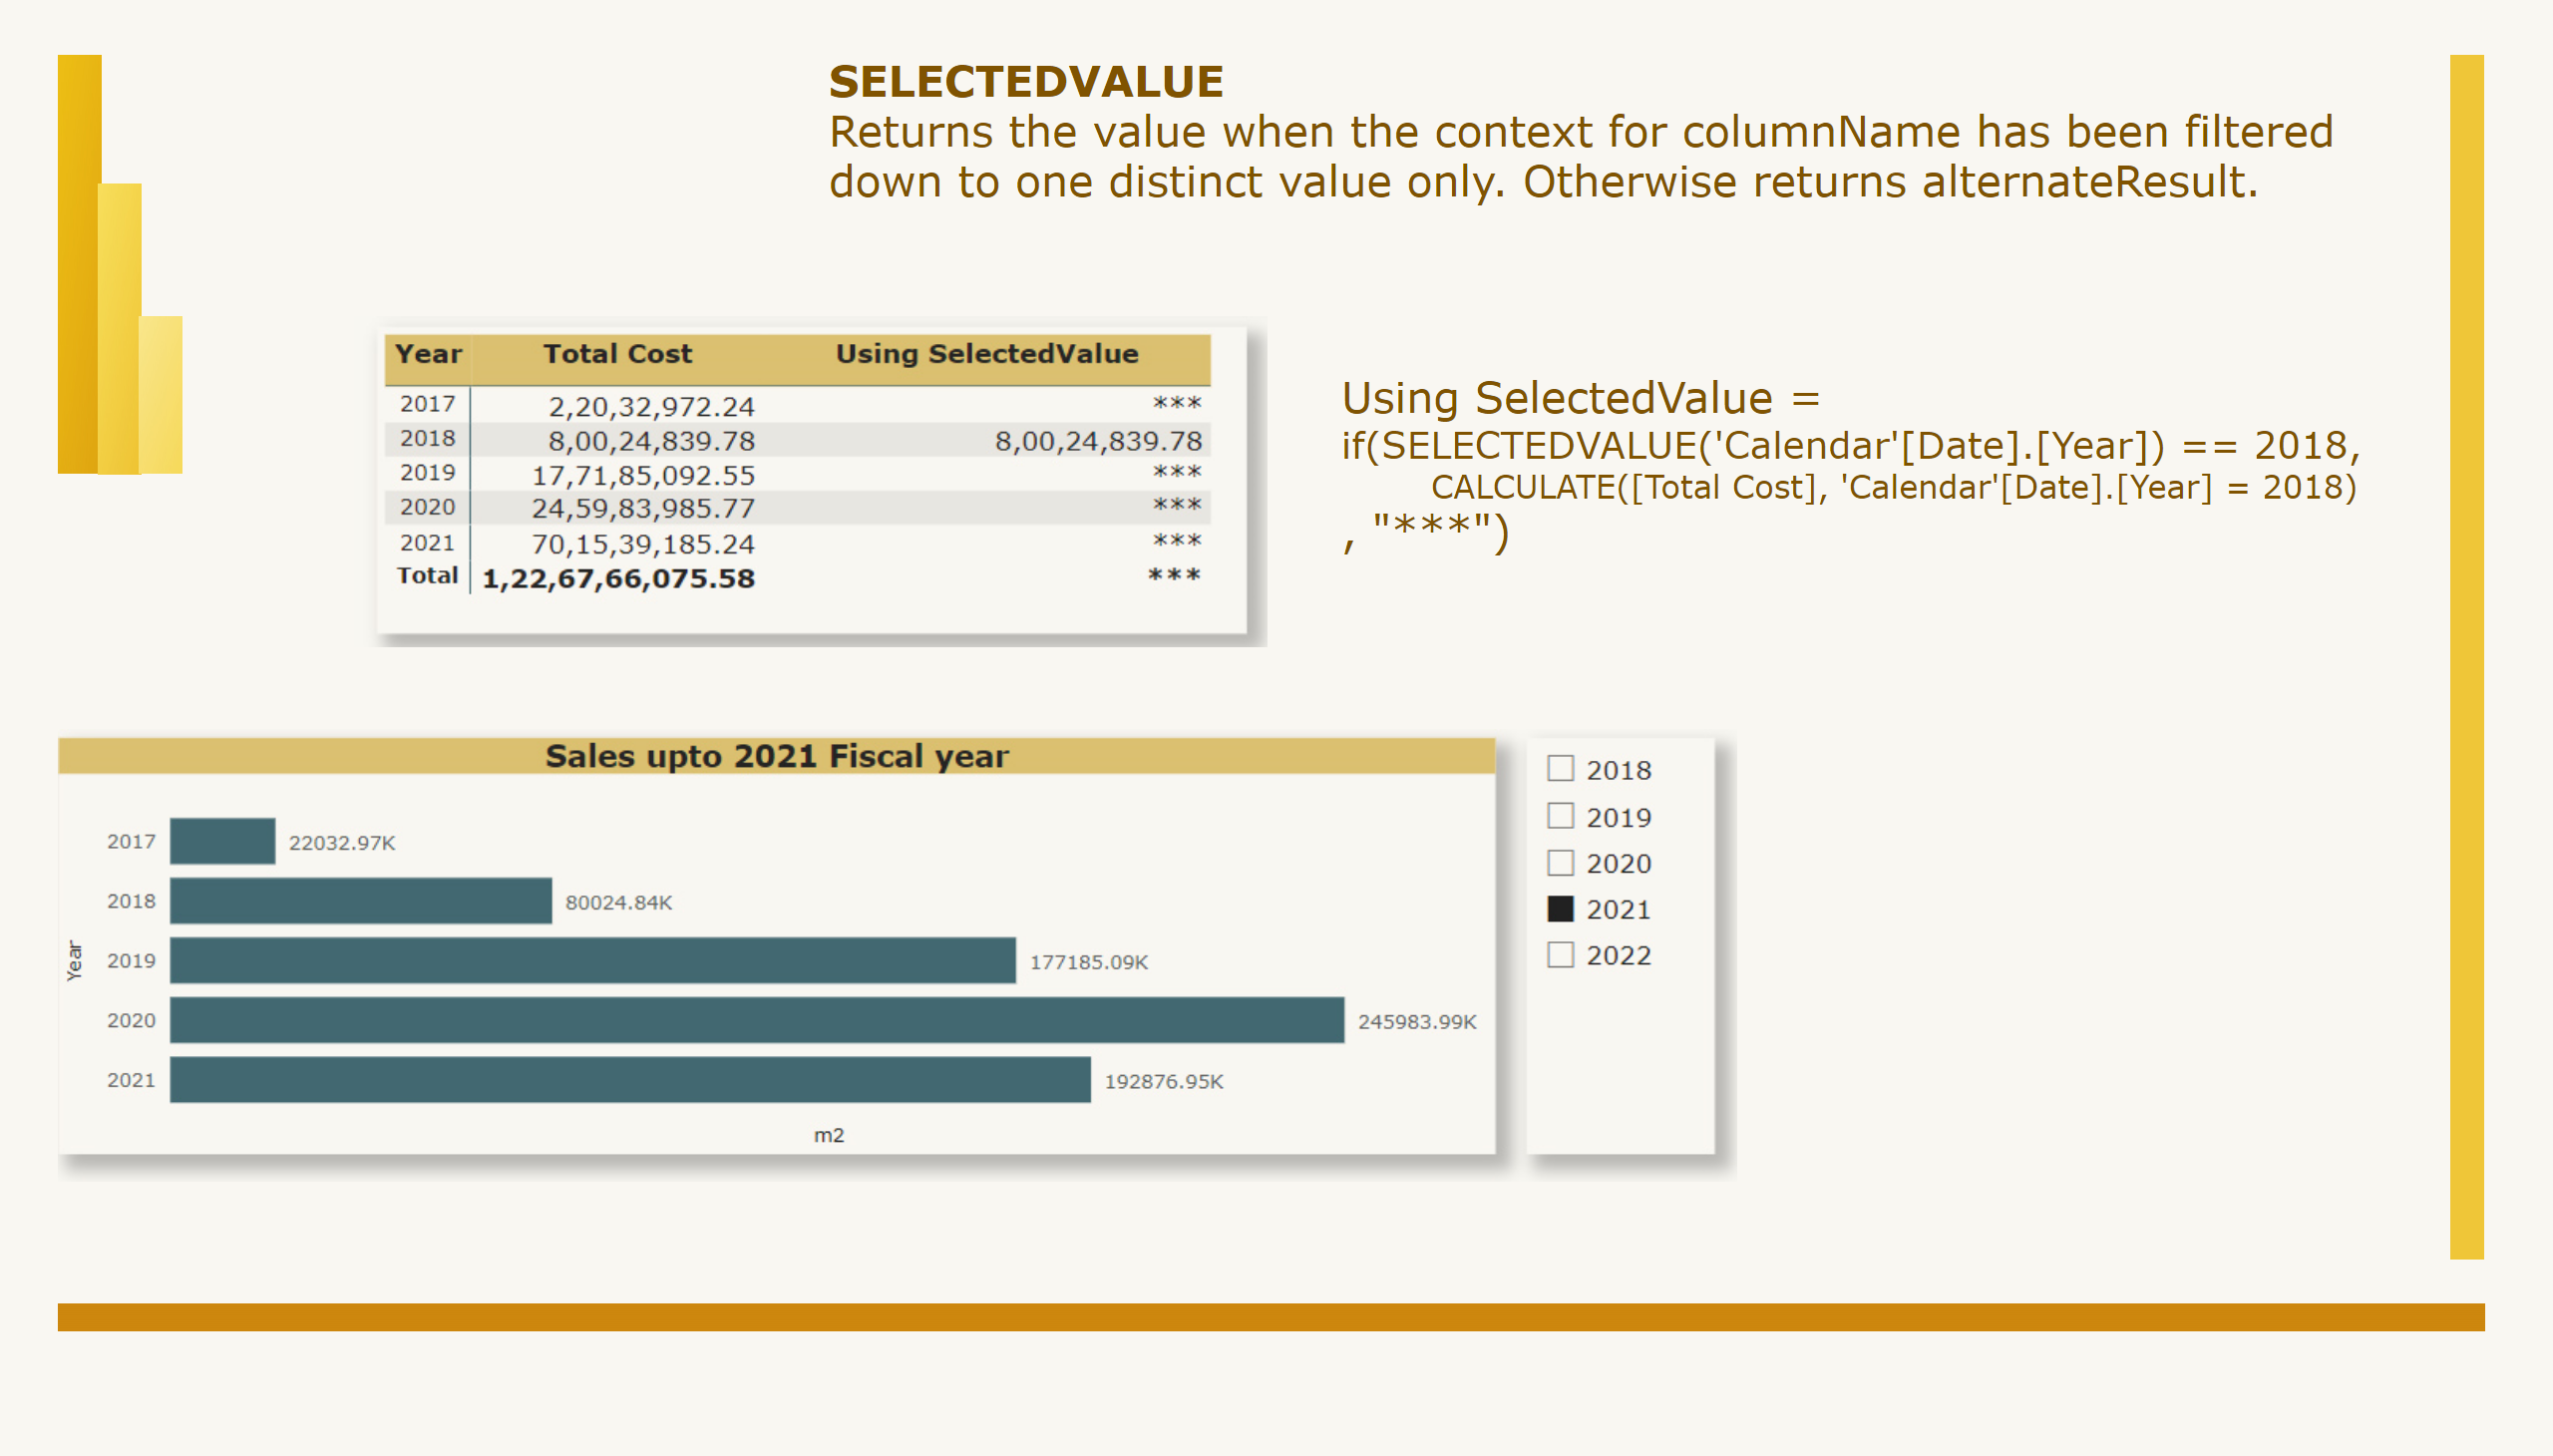 SELECTEDVALUE
Returns the value when the context for columnName has been filtered
down to one distinct value only. Otherwise returns alternateResult.
Year Total Cost Using SelectedValue
2017 2,20,32,972.24 ***
2018 8,00,24,839.78 8,00,24,839.78
2019 17,71,85,092.55 ***
2020 24,59,83,985.77 ***
2021 70,15,39,185.24 ***
Total 1,22,67,66,075.58 ***
Using SelectedValue =
if(SELECTEDVALUE('Calendar'[Date].[Year]) == 2018,
CALCULATE([Total Cost], 'Calendar'[Date].[Year] = 2018)
, "***")
Sales upto 2021 Fiscal year
Year
2017 22032.97K
2018 80024.84K
2019 177185.09K
2020 245983.99K
2021 192876.95K
m2
2018
2019
2020
2021
2022